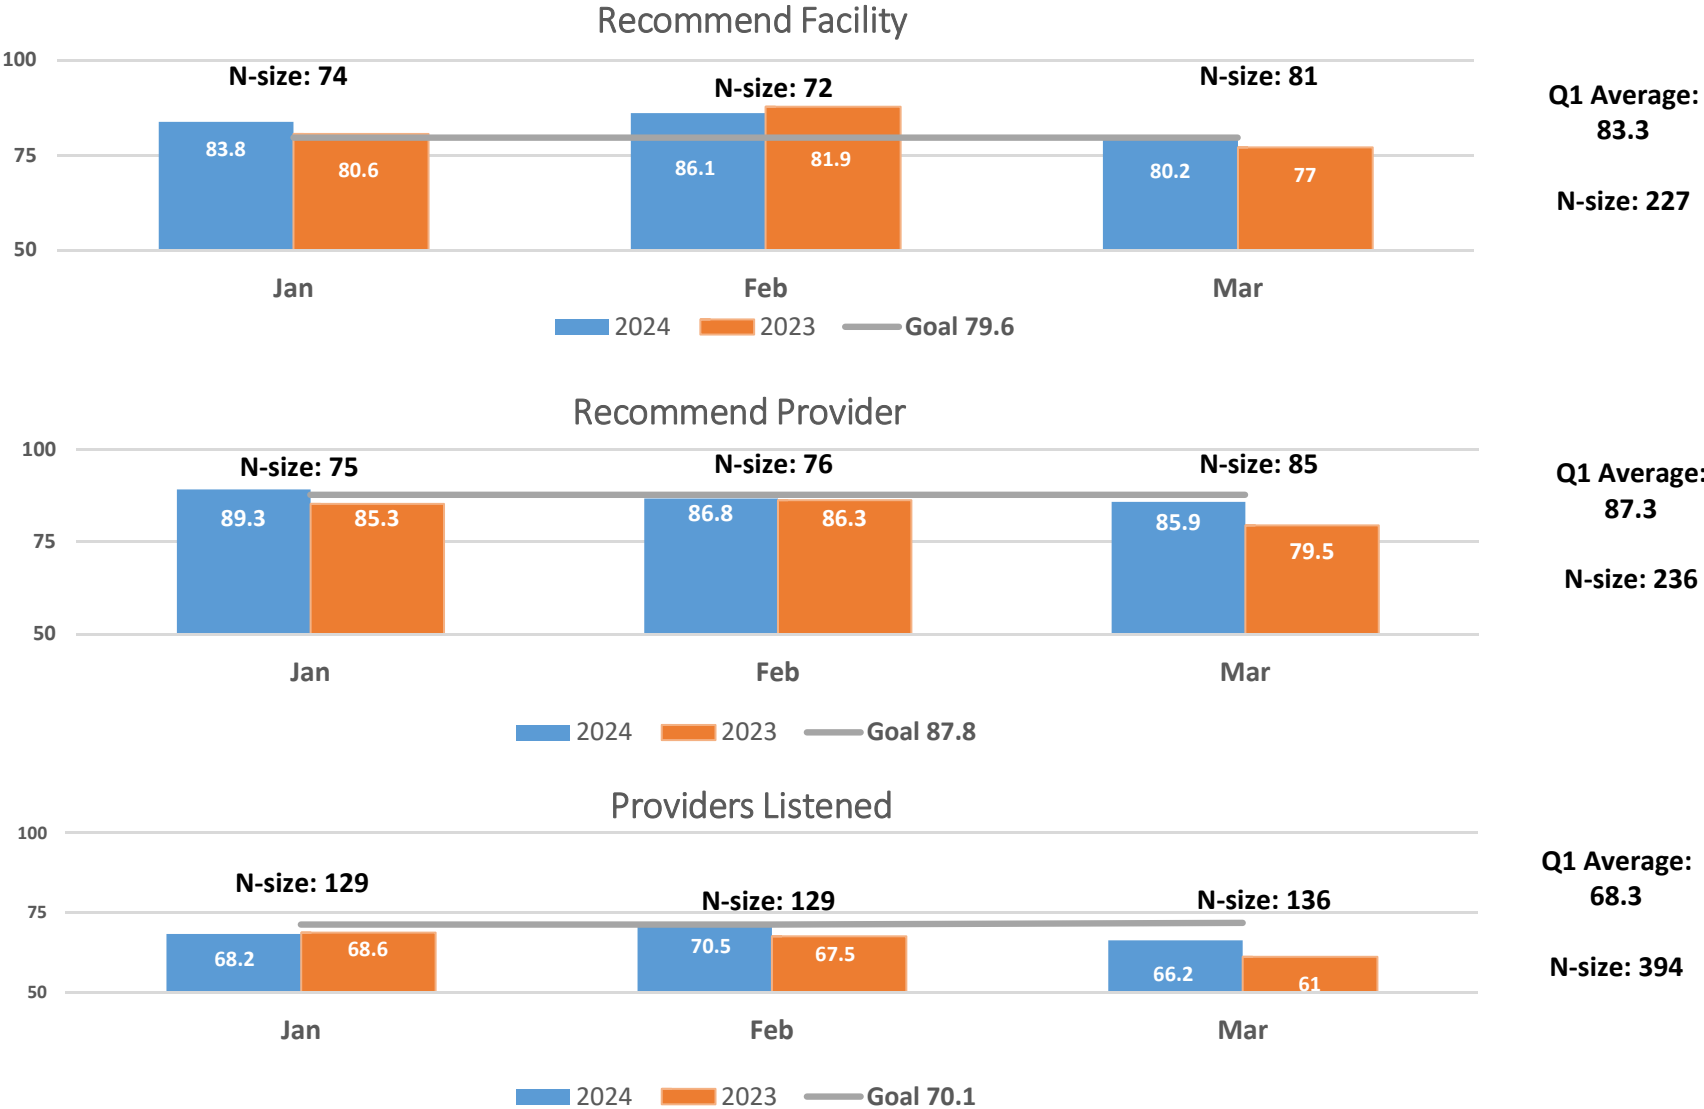 Recommend Facility
100
75
50
N-size: 74
N-size: 72
N-size: 81
83.8
80.6
86.1
81.9
80.2
77
Jan
Feb
Mar
2024
2023
Goal 79.6
Q1 Average:
83.3
N-size: 227
Recommend Provider
100
75
50
N-size: 75
N-size: 76
N-size: 85
89.3
85.3
86.8
86.3
85.9
79.5
Jan
Feb
Mar
2024
2023
Goal 87.8
Q1 Average:
87.3
N-size: 236
Providers Listened
100
75
50
N-size: 129
N-size: 129
N-size: 136
68.2
68.6
70.5
67.5
66.2
61
Jan
Feb
Mar
2024
2023
Goal 70.1
Q1 Average:
68.3
N-size: 394